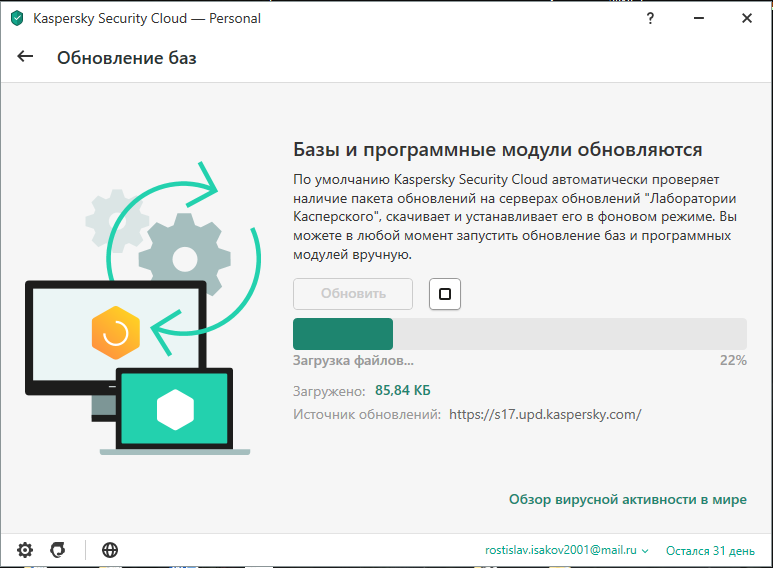 Kaspersky Security Cloud — Personal
?
Обновление баз
Базы и программные модули обновляются
По умолчанию Kaspersky Security Cloud автоматически проверяет
наличие пакета обновлений на серверах обновлений "Лаборатории
Касперского", скачивает и устанавливает его в фоновом режиме. Вы
можете в любой момент запустить обновление баз и программных
модулей вручную.
Обновить
Загрузка файлов... 22%
Загружено: 85,84 КБ
Источник обновлений: https://s17.upd.kaspersky.com/
Обзор вирусной активности в мире
rostislav.isakov2001@mail.ru Остался 31 день